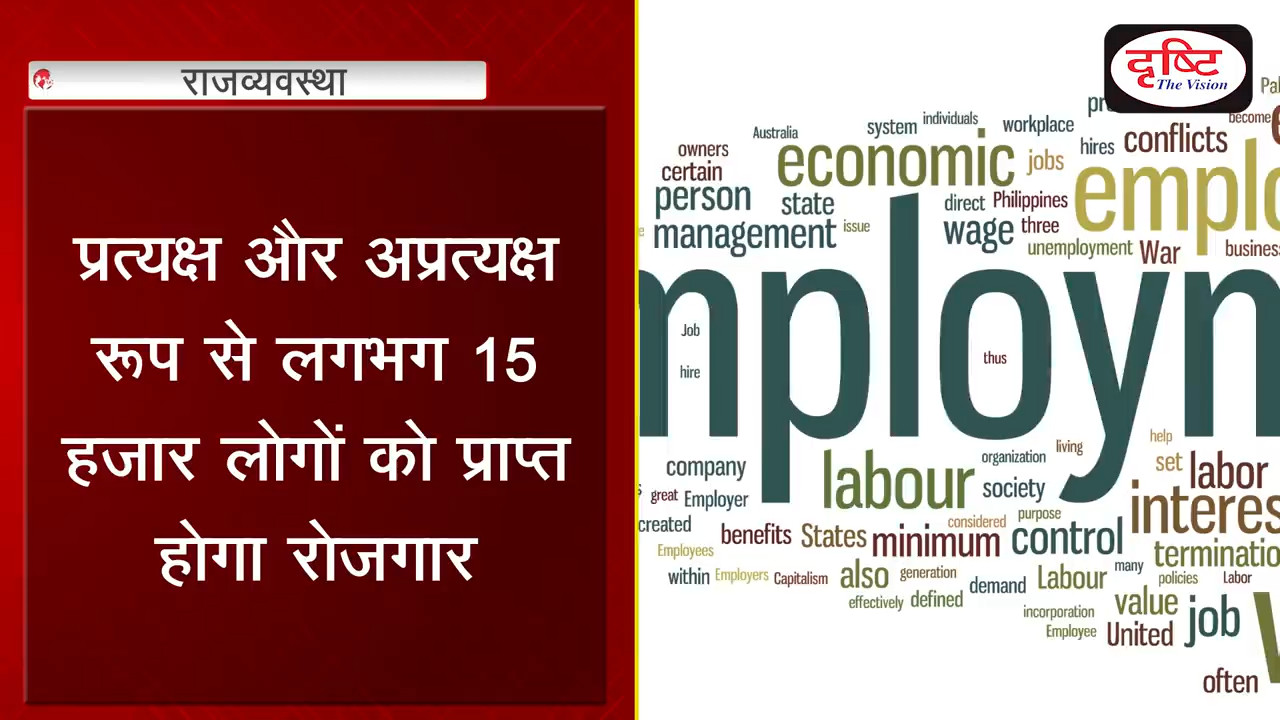 राजव्यवस्था
प्रत्यक्ष और अप्रत्यक्ष
रूप से लगभग 15
हजार लोगों को प्राप्त
होगा रोजगार
दृष्टि
The Vision
Australia
system
individuals
workplace
become
owners
economic
jobs
hires
conflicts
certain
person
state
direct
Philippines
management
issue
wage
three
unemployment
War
business
Job
thus
hire
company
labour
organization
living
help
set
labor
great
Employer
society
created
benefits
States
considered
purpose
minimum
control
Employees
many
within
Employers
Capitalism
also
generation
demand
Labour
policies
Labor
effectively
defined
incorporation
value
job
Employee
United
often